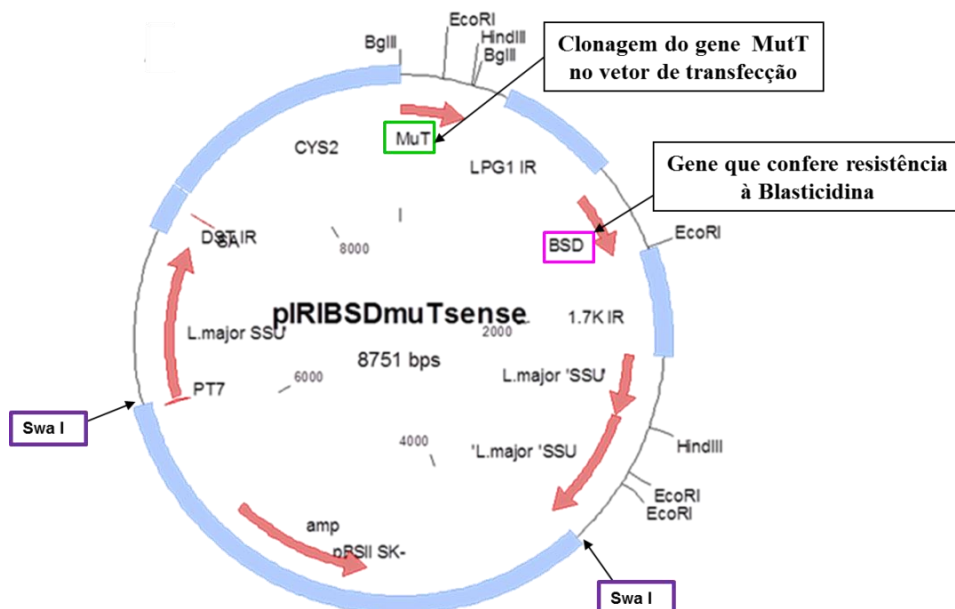 BglII
EcoRI
HindIII
BglII
Clonagem do gene MutT
no vetor de transfecção
MuT
CYS2
LPG1 IR
Gene que confere resistência
à Blasticidina
BSD
EcoRI
DST IR
SA
8000
pIRIBSDmuTsense
8751 bps
2000
1.7K IR
L.major SSU'
6000
PT7
L.major 'SSU'
Swa I
4000
'L.major 'SSU
HindIII
EcoRI
EcoRI
amp
pBSII SK-
Swa I